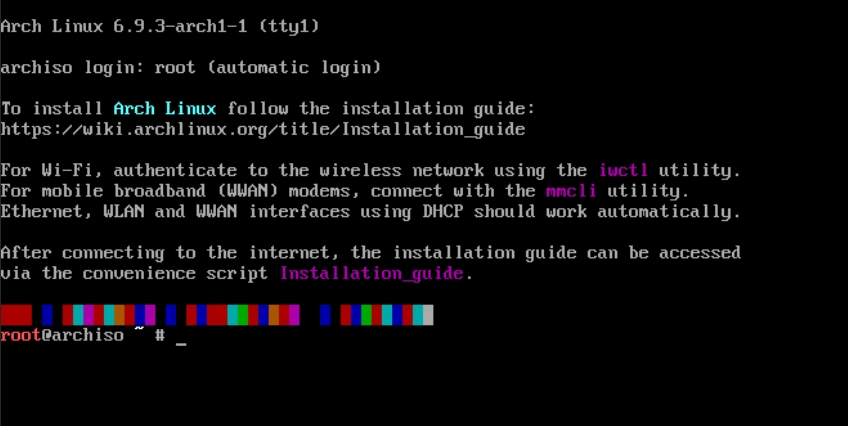 Arch Linux 6.9.3-arch1-1 (tty1)
archiso login: root (automatic login)
To install Arch Linux follow the installation guide:
https://wiki.archlinux.org/title/Installation_guide
For Wi-Fi, authenticate to the wireless network using the iwctl utility.
For mobile broadband (WWAN) modems, connect with the mmcli utility.
Ethernet, WLAN and WWAN interfaces using DHCP should work automatically.
After connecting to the internet, the installation guide can be accessed
via the convenience script Installation_guide.
root@archiso ~ # _